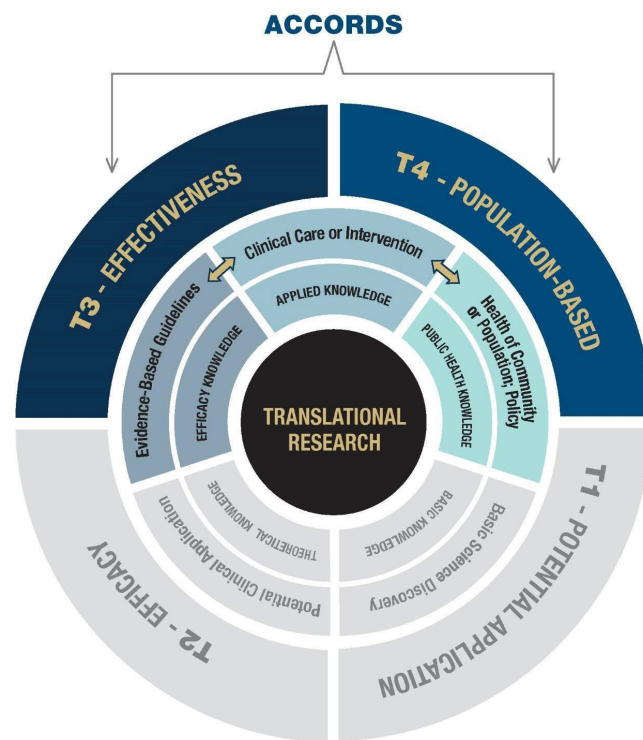 ACCORDS
T3 - EFFECTIVENESS
T4 - POPULATION-BASED
Clinical Care or Intervention
APPLIED KNOWLEDGE
Evidence-Based Guidelines
EFFICACY KNOWLEDGE
Health of Community
or Population; Policy
PUBLIC HEALTH KNOWLEDGE
TRANSLATIONAL
RESEARCH
THEORETICAL KNOWLEDGE
Potential Clinical Application
T2 - EFFICACY
BASIC KNOWLEDGE
Basic Science Discovery
T1 - POTENTIAL APPLICATION